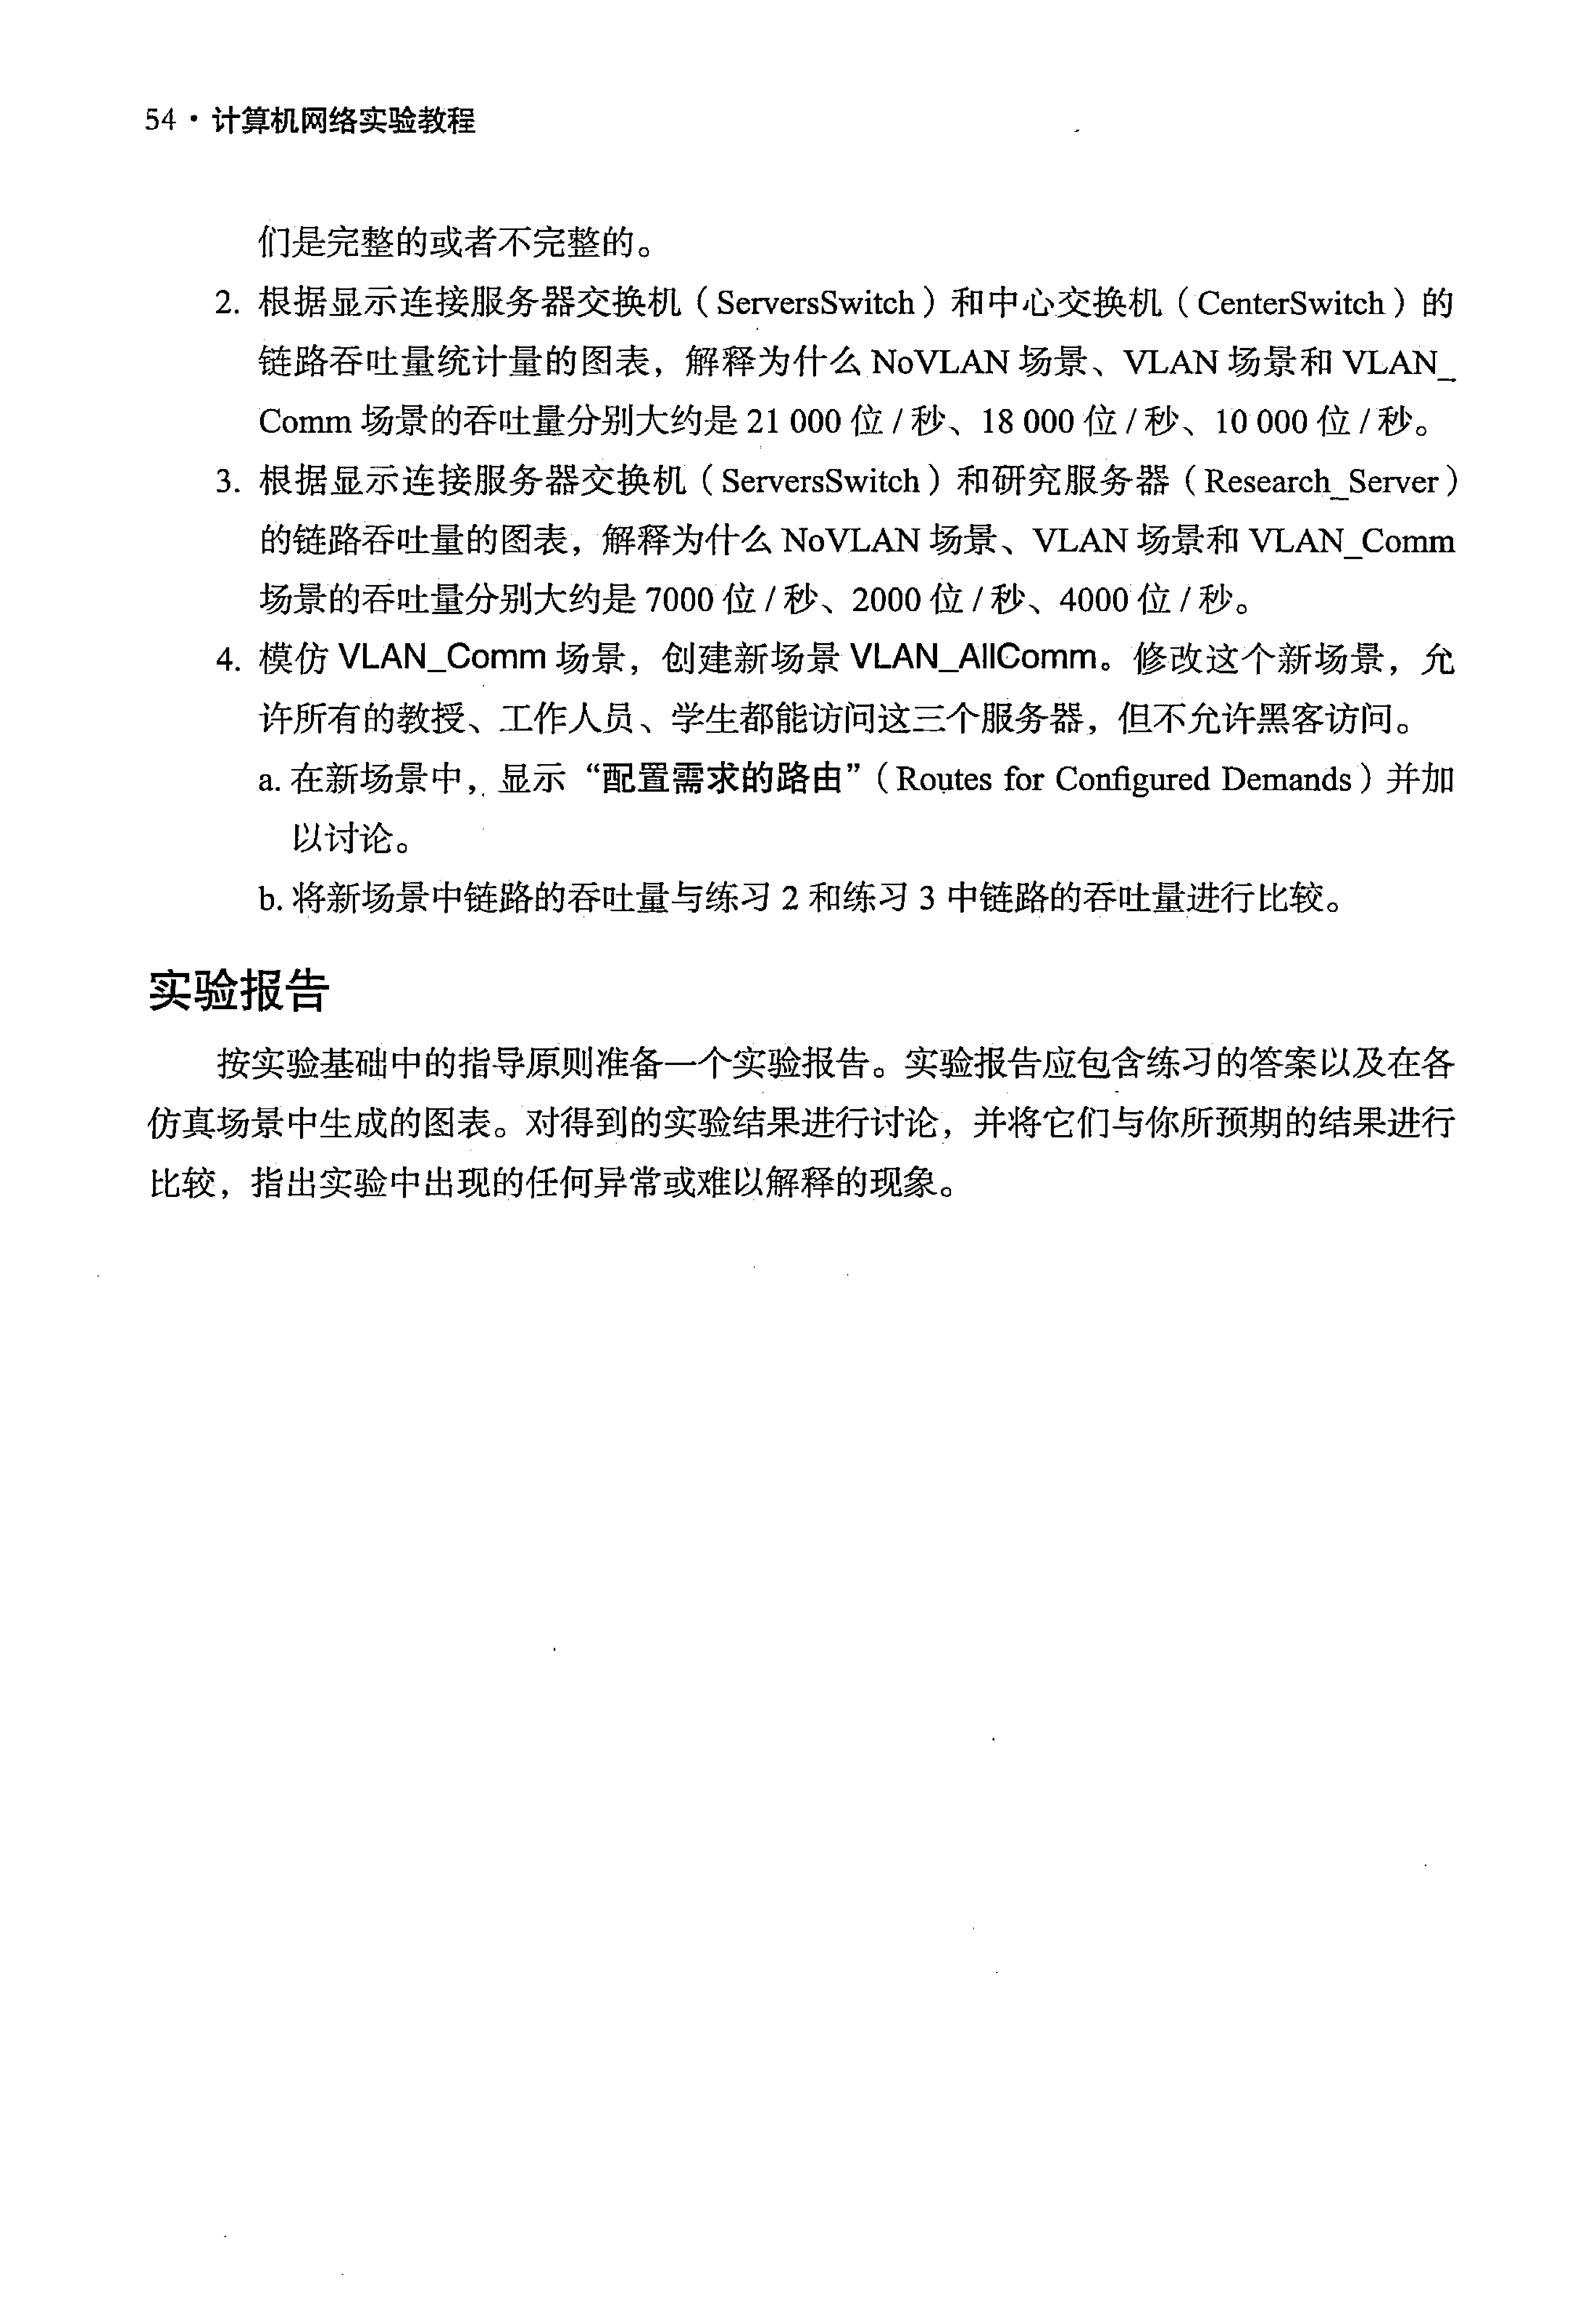 54·计算机网络实验教程
们是完整的或者不完整的。
2. 根据显示连接服务器交换机（ServersSwitch）和中心交换机（CenterSwitch）的
链路吞吐量统计量的图表，解释为什么 NoVLAN 场景、VLAN 场景和 VLAN_
Comm 场景的吞吐量分别大约是 21 000 位 / 秒、18 000 位 / 秒、10 000 位 / 秒。
3. 根据显示连接服务器交换机（ServersSwitch）和研究服务器（Research_Server）
的链路吞吐量的图表，解释为什么 NoVLAN 场景、VLAN 场景和 VLAN_Comm
场景的吞吐量分别大约是 7000 位 / 秒、2000 位 / 秒、4000 位 / 秒。
4. 模仿 VLAN_Comm 场景，创建新场景 VLAN_AllComm。修改这个新场景，允
许所有的教授、工作人员、学生都能访问这三个服务器，但不允许黑客访问。
a. 在新场景中，显示“配置需求的路由”（Routes for Configured Demands）并加
以讨论。
b. 将新场景中链路的吞吐量与练习 2 和练习 3 中链路的吞吐量进行比较。
实验报告
按实验基础中的指导原则准备一个实验报告。实验报告应包含练习的答案以及在各
仿真场景中生成的图表。对得到的实验结果进行讨论，并将它们与你所预期的结果进行
比较，指出实验中出现的任何异常或难以解释的现象。